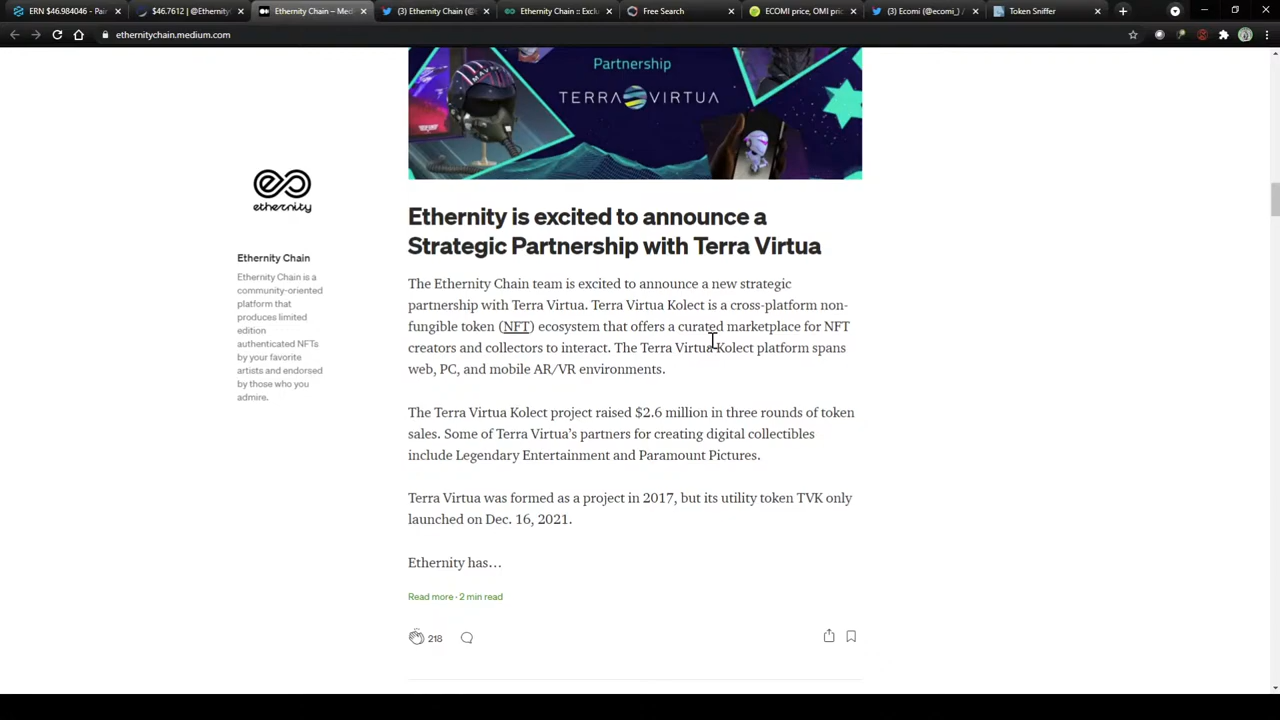 ERN $46.984046 - Pair
$46.7612 | @Ethernity
Ethernity Chain – Med
(3) Ethernity Chain (@
Ethernity Chain :: Exclu
Free Search
ECOMI price, OMI pric
(3) Ecomi (@ecomi_)
Token Sniffer
ethernitychain.medium.com
Partnership
TERRA VIRTUA
MAVE
ethernity
Ethernity is excited to announce a
Strategic Partnership with Terra Virtua
Ethernity Chain
Ethernity Chain is a
community-oriented
platform that
produces limited
edition
authenticated NFTs
by your favorite
artists and endorsed
by those who you
admire.
The Ethernity Chain team is excited to announce a new strategic
partnership with Terra Virtua. Terra Virtua Kolect is a cross-platform non-
fungible token (NFT) ecosystem that offers a curated marketplace for NFT
creators and collectors to interact. The Terra Virtua Kolect platform spans
web, PC, and mobile AR/VR environments.
The Terra Virtua Kolect project raised $2.6 million in three rounds of token
sales. Some of Terra Virtua's partners for creating digital collectibles
include Legendary Entertainment and Paramount Pictures.
Terra Virtua was formed as a project in 2017, but its utility token TVK only
launched on Dec. 16, 2021.
Ethernity has…
Read more · 2 min read
218